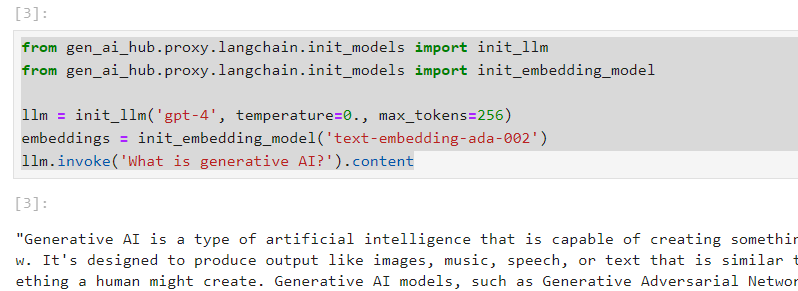 [3]:
from gen_ai_hub.proxy.langchain.init_models import init_llm
from gen_ai_hub.proxy.langchain.init_models import init_embedding_model
llm = init_llm('gpt-4', temperature=0., max_tokens=256)
embeddings = init_embedding_model('text-embedding-ada-002')
llm.invoke('What is generative AI?').content
[3]:
"Generative AI is a type of artificial intelligence that is capable of creating somethin
w. It's designed to produce output like images, music, speech, or text that is similar t
ething a human might create. Generative AI models, such as Generative Adversarial Networ